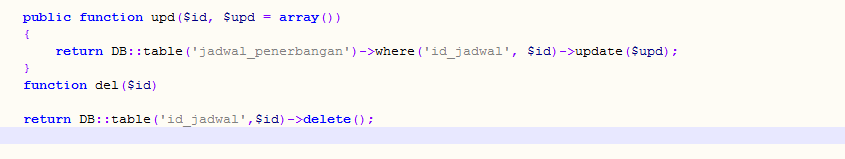 public function upd($id, $upd = array())
{
return DB::table('jadwal_penerbangan')->where('id_jadwal', $id)->update($upd);
}
function del($id)
return DB::table('id_jadwal',$id)->delete();